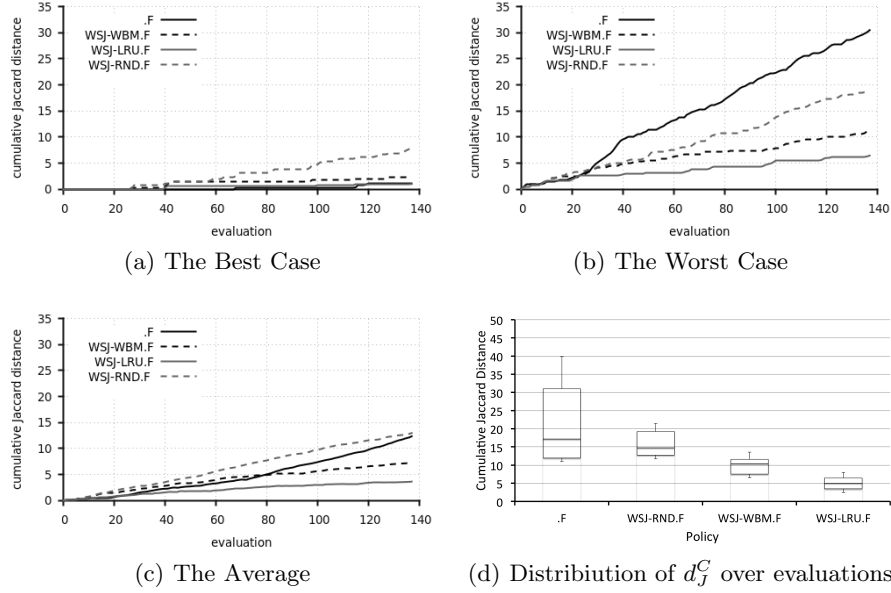 35
30
25
20
15
10
5
0
cumulative Jaccard distance
.F
WSJ-WBM.F
WSJ-LRU.F
WSJ-RND.F
0 20 40 60 80 100 120 140
evaluation
(a) The Best Case
35
30
25
20
15
10
5
0
cumulative Jaccard distance
.F
WSJ-WBM.F
WSJ-LRU.F
WSJ-RND.F
0 20 40 60 80 100 120 140
evaluation
(b) The Worst Case
35
30
25
20
15
10
5
0
cumulative Jaccard distance
.F
WSJ-WBM.F
WSJ-LRU.F
WSJ-RND.F
0 20 40 60 80 100 120 140
evaluation
(c) The Average
50
45
40
35
30
25
20
15
10
5
0
Cumulative Jaccard Distance
.F WSJ-RND.F WSJ-WBM.F WSJ-LRU.F
Policy
(d) Distribiution of d_J^C over evaluations